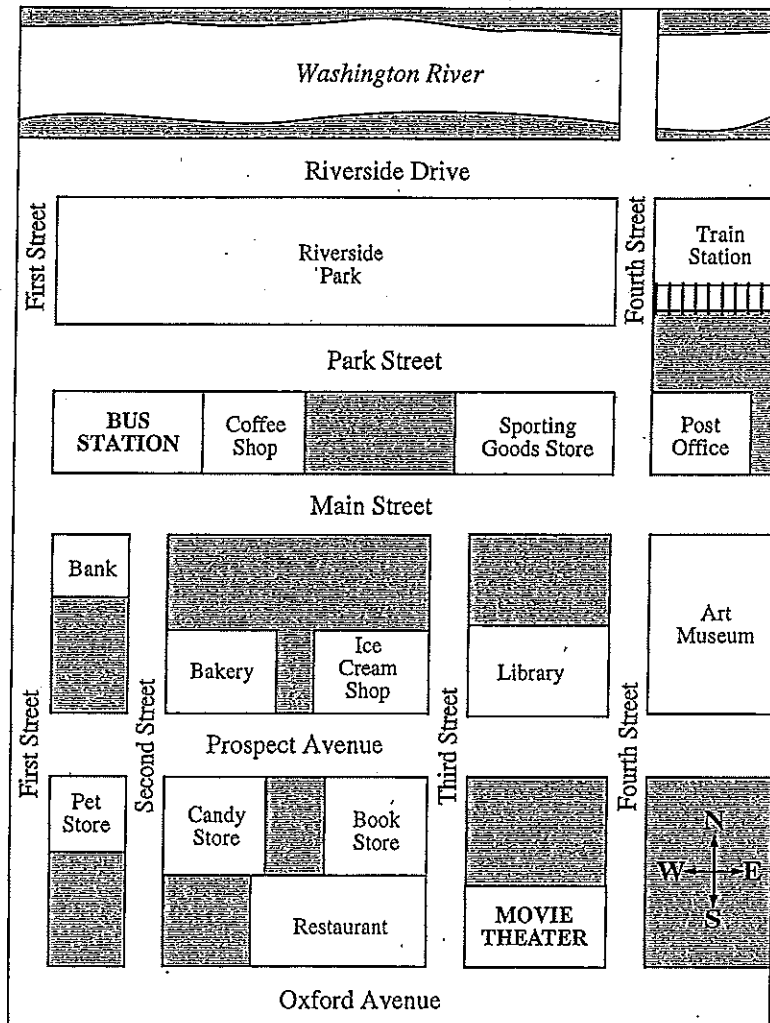 Washington River
Riverside Drive
First Street
Riverside
Park
Fourth Street
Train
Station
Park Street
BUS
STATION
Coffee
Shop
Sporting
Goods Store
Post
Office
Main Street
Bank
Bakery
Ice
Cream
Shop
Library
Art
Museum
First Street
Second Street
Prospect Avenue
Third Street
Fourth Street
Pet
Store
Candy
Store
Book
Store
N
W E
S
Restaurant
MOVIE
THEATER
Oxford Avenue